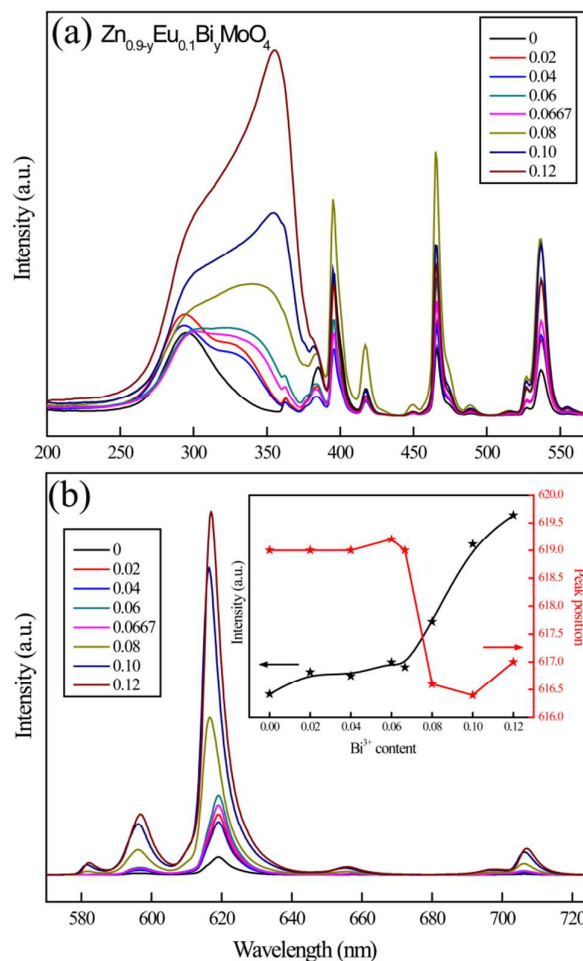 (a) Zn0.9-yEu0.1BiyMoO4
0
0.02
0.04
0.06
0.0667
0.08
0.10
0.12
Intensity (a.u.)
200 250 300 350 400 450 500 550
(b)
0
0.02
0.04
0.06
0.0667
0.08
0.10
0.12
Intensity (a.u.)
Intensity (a.u.)
620.0
619.5
619.0
618.5
618.0
617.5
617.0
616.5
616.0
Peak position
0.00 0.02 0.04 0.06 0.08 0.10 0.12
Bi3+ content
580 600 620 640 660 680 700 720
Wavelength (nm)